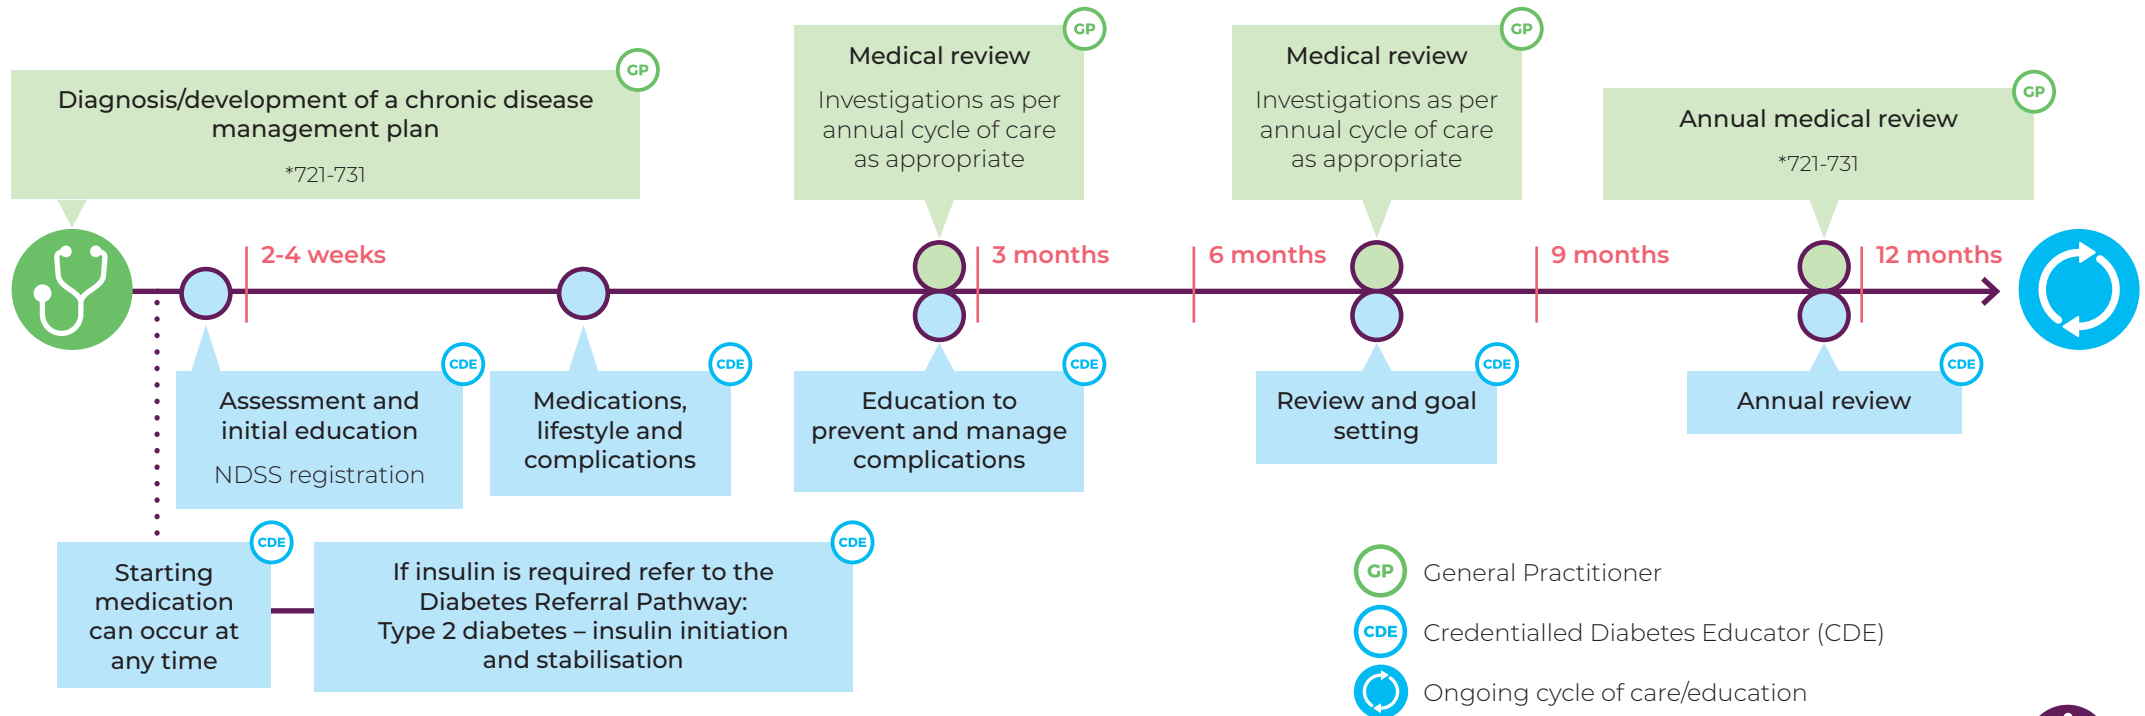 GP
Diagnosis/development of a chronic disease
management plan
*721-731
GP
Medical review
Investigations as per
annual cycle of care
as appropriate
GP
Medical review
Investigations as per
annual cycle of care
as appropriate
GP
Annual medical review
*721-731
2-4 weeks
3 months
6 months
9 months
12 months
CDE
Assessment and
initial education
NDSS registration
CDE
Medications,
lifestyle and
complications
CDE
Education to
prevent and manage
complications
CDE
Review and goal
setting
CDE
Annual review
CDE
Starting
medication
can occur at
any time
CDE
If insulin is required refer to the
Diabetes Referral Pathway:
Type 2 diabetes – insulin initiation
and stabilisation
GP General Practitioner
CDE Credentialled Diabetes Educator (CDE)
Ongoing cycle of care/education